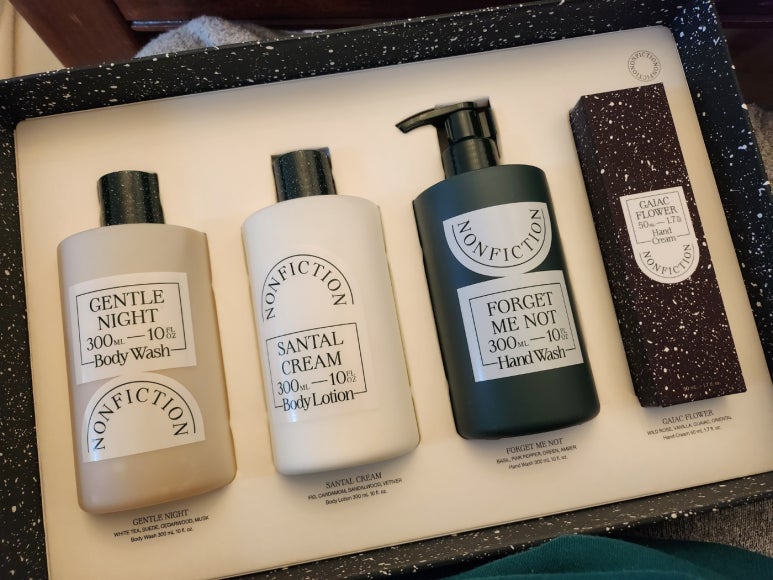 NONFICTION
NONFICTION
GENTLE
NIGHT
300ML—10FL OZ
Body Wash
NONFICTION
NONFICTION
SANTAL
CREAM
300ML—10FL OZ
Body Lotion
NONFICTION
FORGET
ME NOT
300ML—10FL OZ
Hand Wash
GAIAC
FLOWER
50ML—1.7FL OZ
Hand
Cream
NONFICTION
GENTLE NIGHT
WHITE TEA, SUEDE, CEDARWOOD, MUSK
Body Wash 300 ml, 10 fl. oz.
SANTAL CREAM
FIG, CARDAMOM, SANDALWOOD, VETIVER
Body Lotion 300 ml, 10 fl. oz.
FORGET ME NOT
BASIL, PINK PEPPER, GREEN, AMBER
Hand Wash 300 ml, 10 fl. oz.
GAIAC FLOWER
WILD ROSE, VANILLA, GUAIAC, ORIENTAL
Hand Cream 50 ml, 1.7 fl. oz.